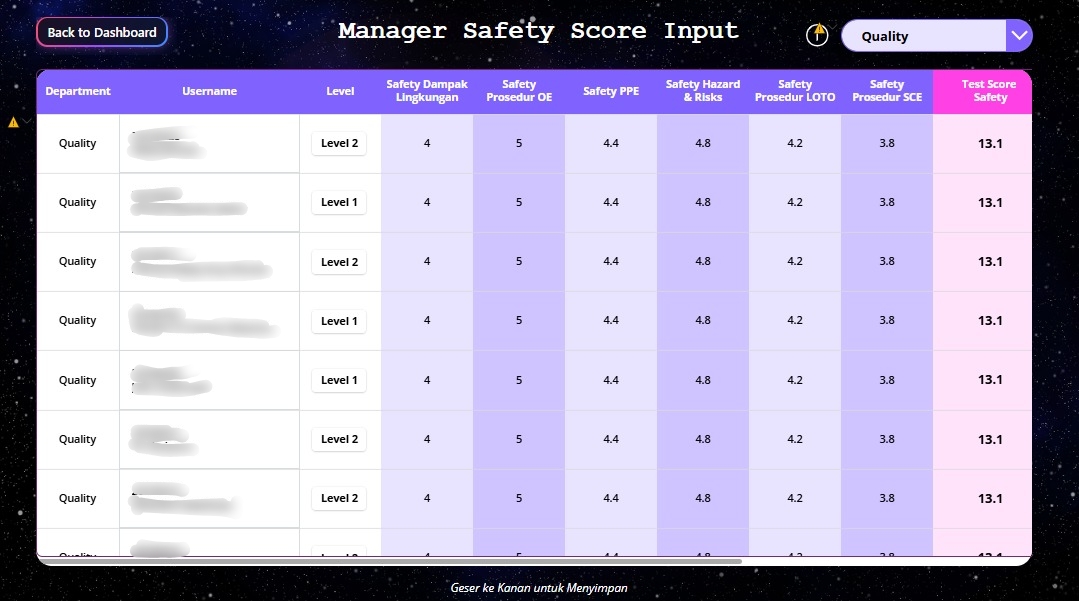 Back to Dashboard
Manager Safety Score Input
Quality
Department Username Level Safety Dampak Lingkungan Safety Prosedur OE Safety PPE Safety Hazard & Risks Safety Prosedur LOTO Safety Prosedur SCE Test Score Safety
Quality Level 2 4 5 4.4 4.8 4.2 3.8 13.1
Quality Level 1 4 5 4.4 4.8 4.2 3.8 13.1
Quality Level 2 4 5 4.4 4.8 4.2 3.8 13.1
Quality Level 1 4 5 4.4 4.8 4.2 3.8 13.1
Quality Level 1 4 5 4.4 4.8 4.2 3.8 13.1
Quality Level 2 4 5 4.4 4.8 4.2 3.8 13.1
Quality Level 2 4 5 4.4 4.8 4.2 3.8 13.1
Geser ke Kanan untuk Menyimpan